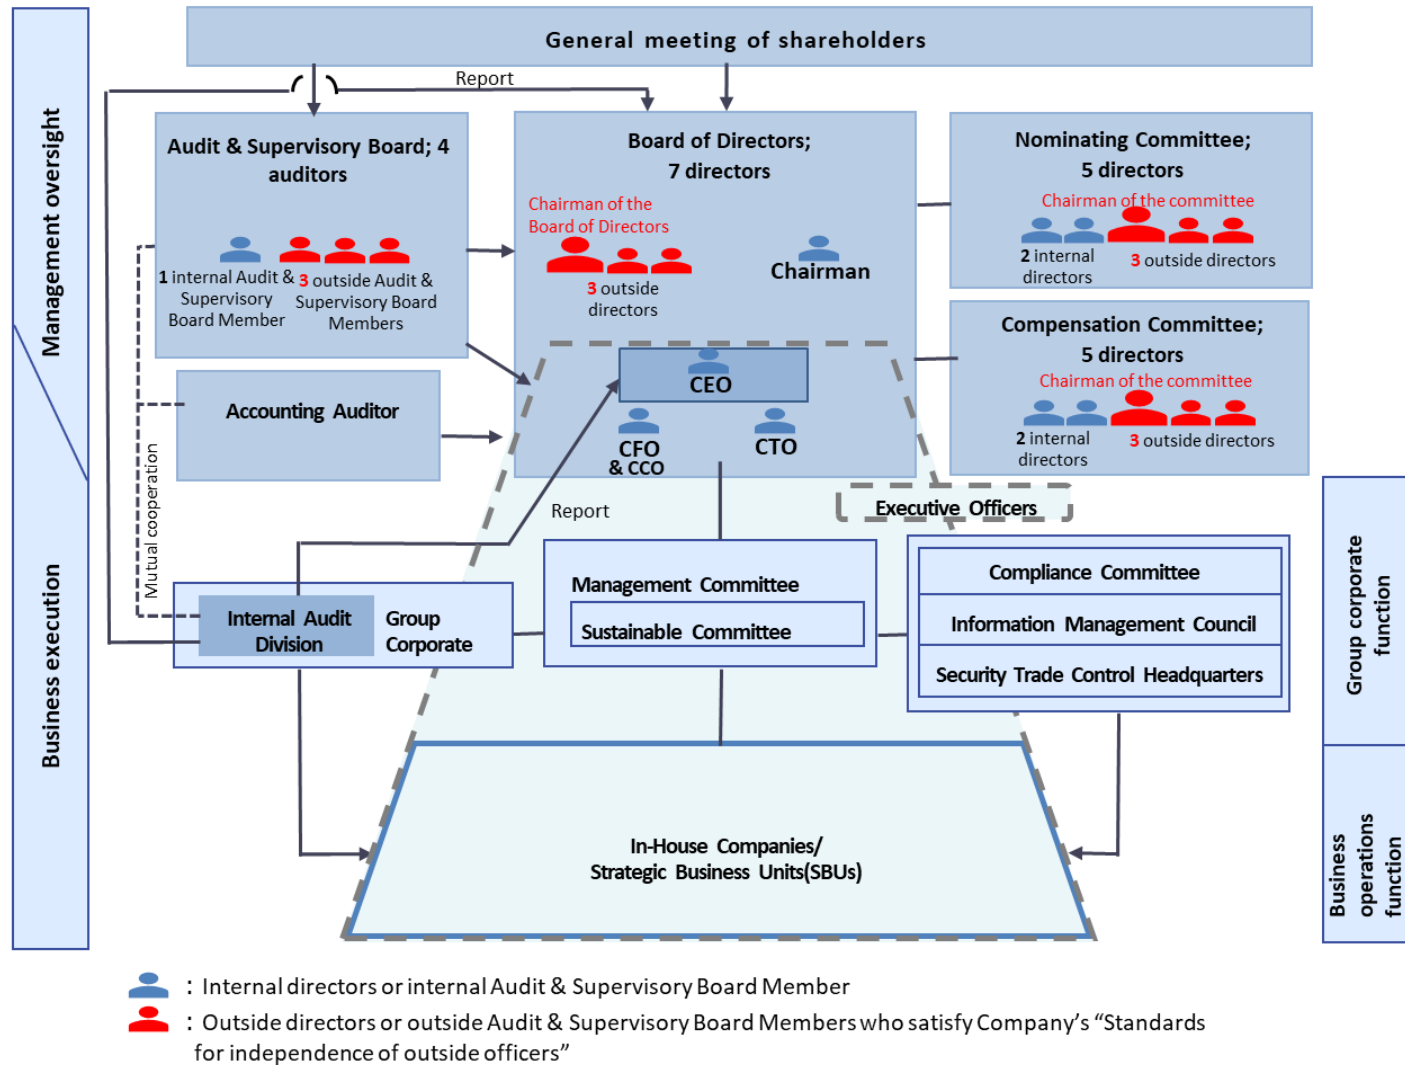 General meeting of shareholders
Report
Management oversight
Business execution
Audit & Supervisory Board; 4
auditors
1 internal Audit &
Supervisory
Board Member
3 outside Audit &
Supervisory Board
Members
Board of Directors;
7 directors
Chairman of the
Board of Directors
3 outside
directors
Chairman
CEO
CFO
& CCO
CTO
Nominating Committee;
5 directors
Chairman of the committee
2 internal
directors
3 outside directors
Compensation Committee;
5 directors
Chairman of the committee
2 internal
directors
3 outside directors
Accounting Auditor
Mutual cooperation
Report
Executive Officers
Internal Audit
Division
Group
Corporate
Management Committee
Sustainable Committee
Compliance Committee
Information Management Council
Security Trade Control Headquarters
Group corporate
function
Business
operations
function
In-House Companies/
Strategic Business Units(SBUs)
: Internal directors or internal Audit & Supervisory Board Member
: Outside directors or outside Audit & Supervisory Board Members who satisfy Company’s “Standards
for independence of outside officers”